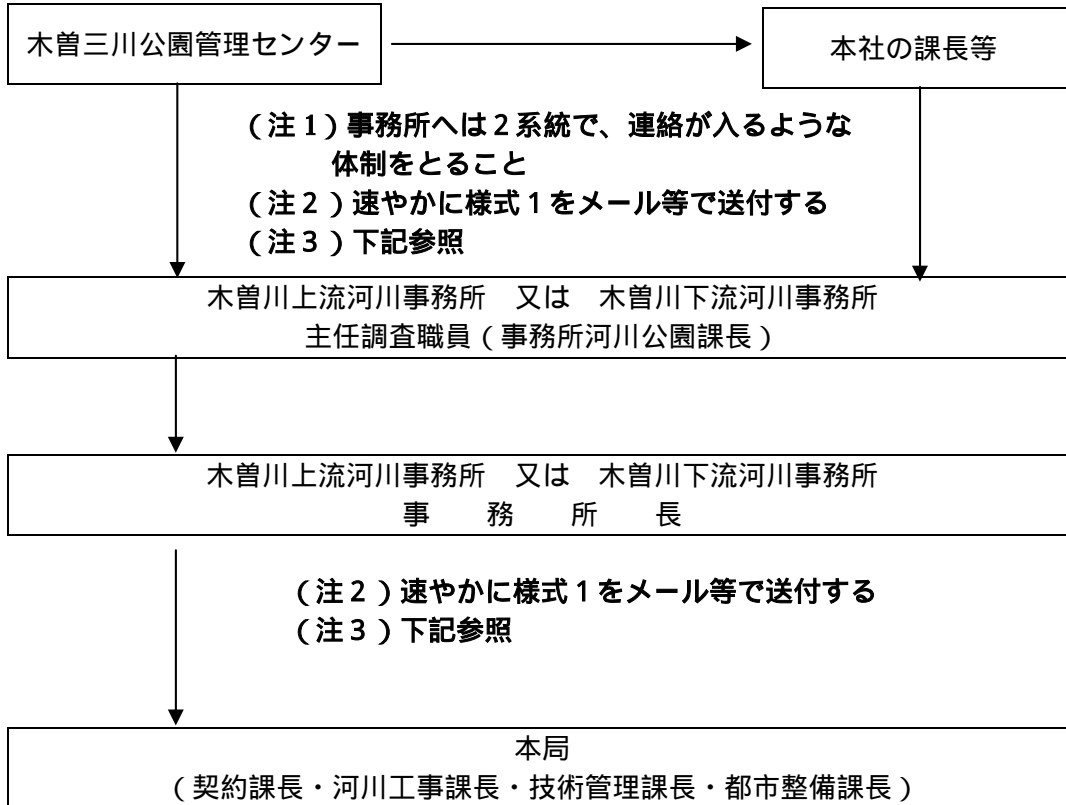 木曽三川公園管理センター
本社の課長等
（注1）事務所へは２系統で、連絡が入るような
体制をとること
（注２）速やかに様式１をメール等で送付する
（注３）下記参照
木曽川上流河川事務所　又は　木曽川下流河川事務所
主任調査職員（事務所河川公園課長）
木曽川上流河川事務所　又は　木曽川下流河川事務所
事　務　所　長
（注２）速やかに様式１をメール等で送付する
（注３）下記参照
本局
（契約課長・河川工事課長・技術管理課長・都市整備課長）